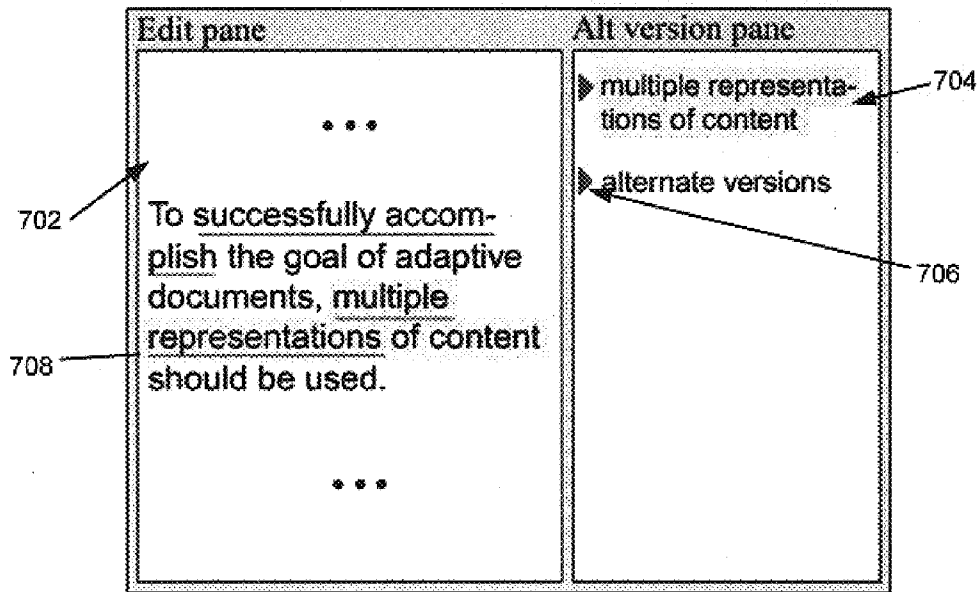 Edit pane
Alt version pane
• • •
To successfully accom-
plish the goal of adaptive
documents, multiple
representations of content
should be used.
• • •
multiple representa-
tions of content
alternate versions
702
704
706
708